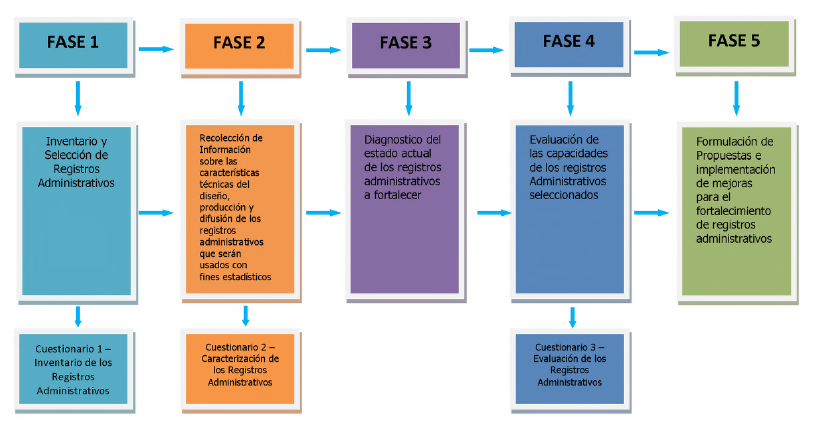 FASE 1
FASE 2
FASE 3
FASE 4
FASE 5
Inventario y
Selección de
Registros
Administrativos
Recolección de
Información
sobre las
características
técnicas del
diseño,
producción y
difusión de los
registros
administrativos
que serán
usados con
fines estadísticos
Diagnostico del
estado actual
de los registros
administrativos
a fortalecer
Evaluación de
las capacidades
de los registros
Administrativos
seleccionados
Formulación de
Propuestas e
implementación
de mejoras
para el
fortalecimiento
de registros
administrativos
Cuestionario 1 –
Inventario de los
Registros
Administrativos
Cuestionario 2 –
Caracterización de
los Registros
Administrativos
Cuestionario 3 –
Evaluación de los
Registros
Administrativos